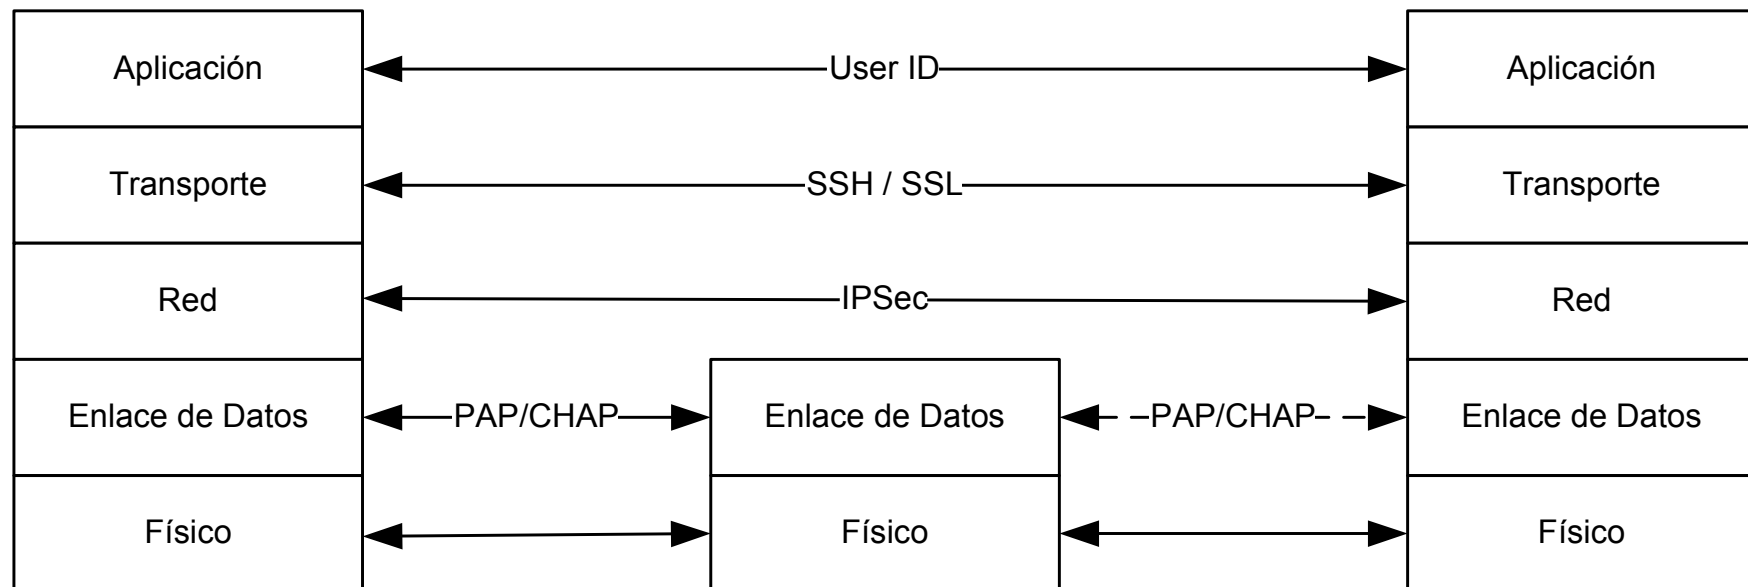 Aplicación User ID Aplicación
Transporte SSH / SSL Transporte
Red IPSec Red
Enlace de Datos PAP/CHAP Enlace de Datos PAP/CHAP Enlace de Datos
Físico Físico Físico